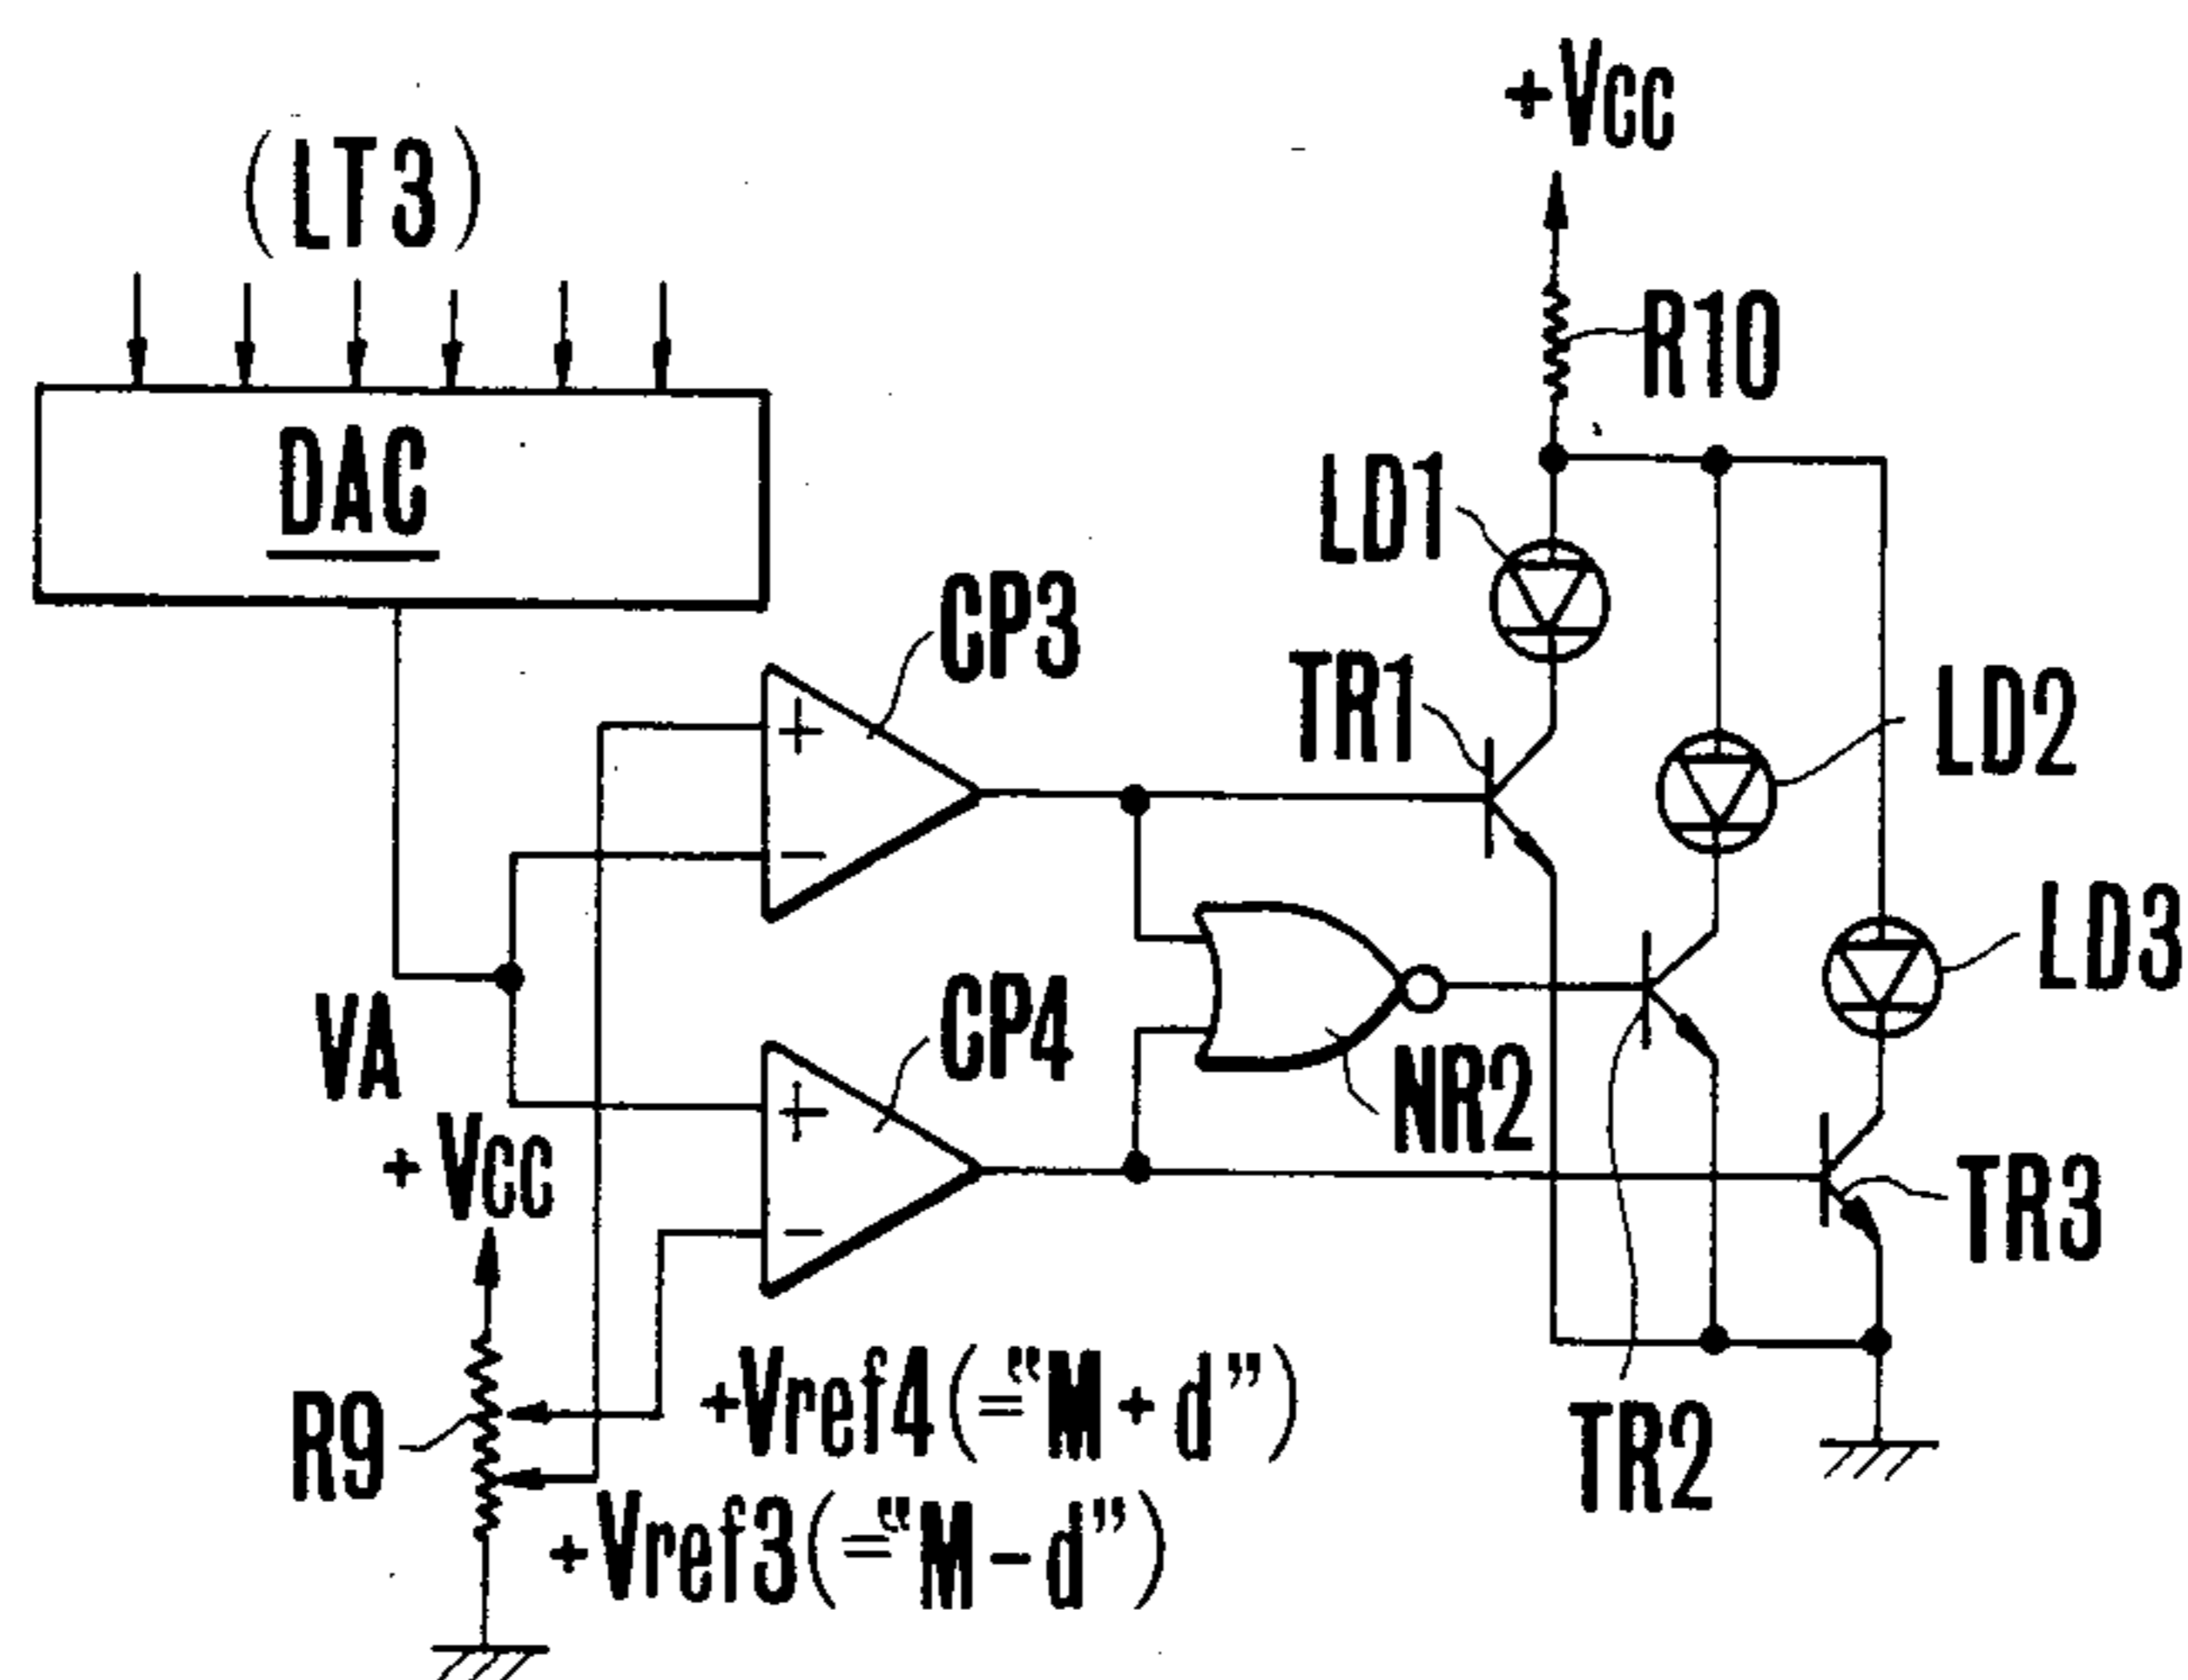 +Vcc
(LT3)
R10
DAC
LD1
CP3
TR1
LD2
LD3
CP4
VA
NR2
+Vcc
TR3
+Vref4(="M+d")
R9
TR2
+Vref3(="M-d")
+
-
+
-